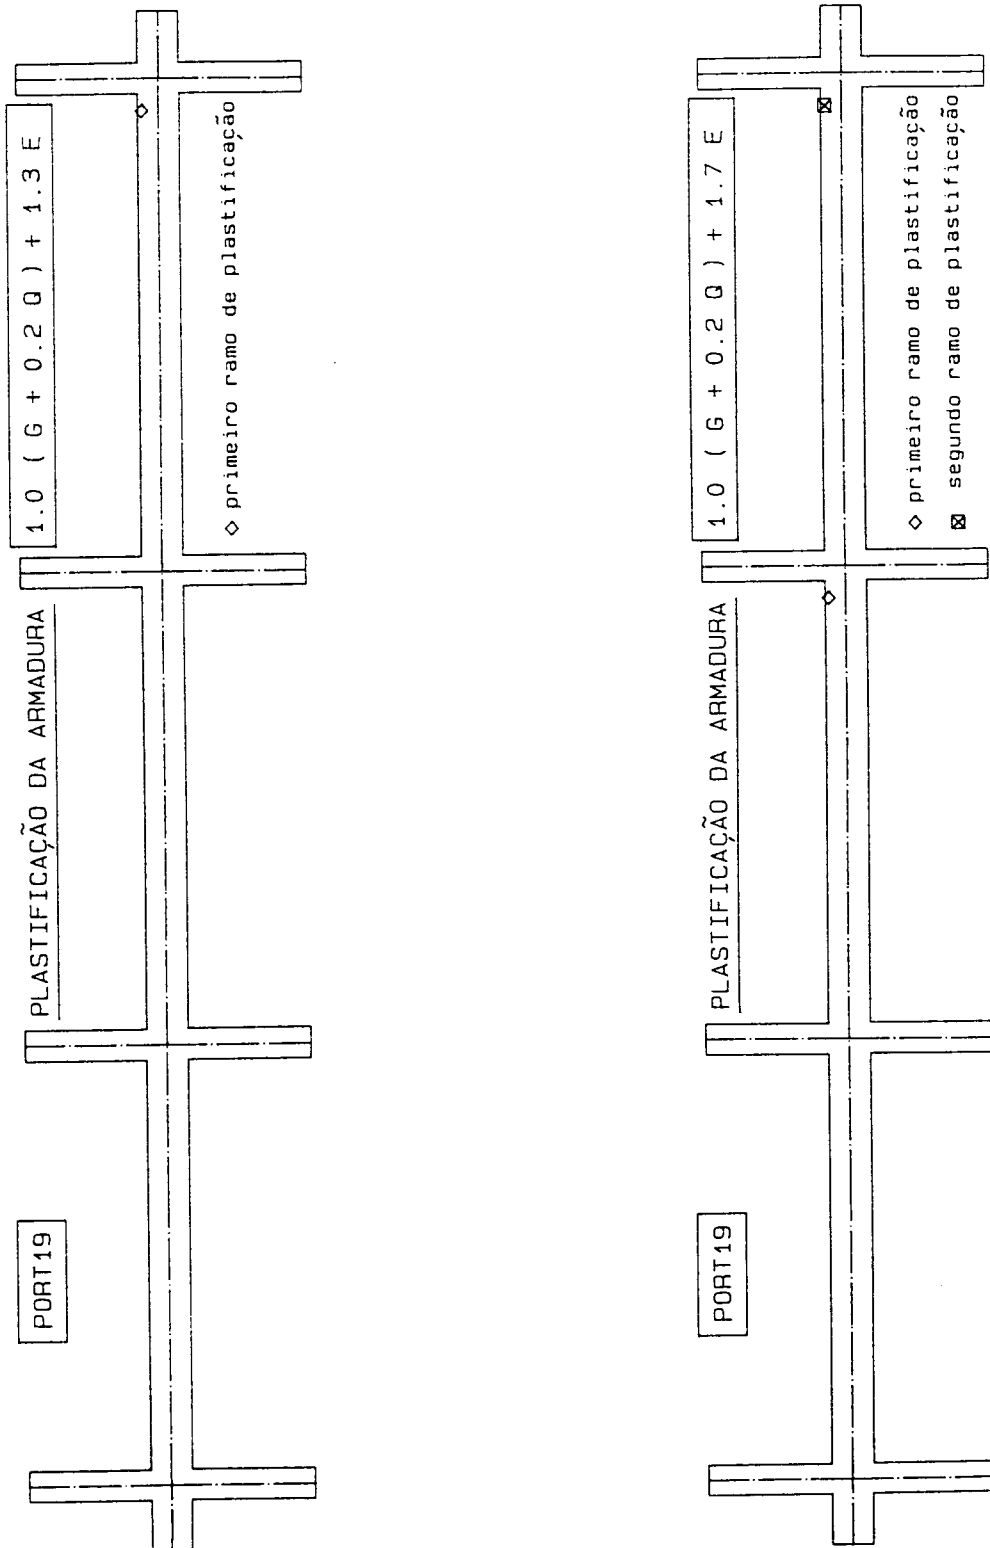 PORT19
PLASTIFICAÇÃO DA ARMADURA
1.0 ( G + 0.2 Q ) + 1.3 E
◇ primeiro ramo de plastificação
PORT19
PLASTIFICAÇÃO DA ARMADURA
1.0 ( G + 0.2 Q ) + 1.7 E
◇ primeiro ramo de plastificação
⊠ segundo ramo de plastificação